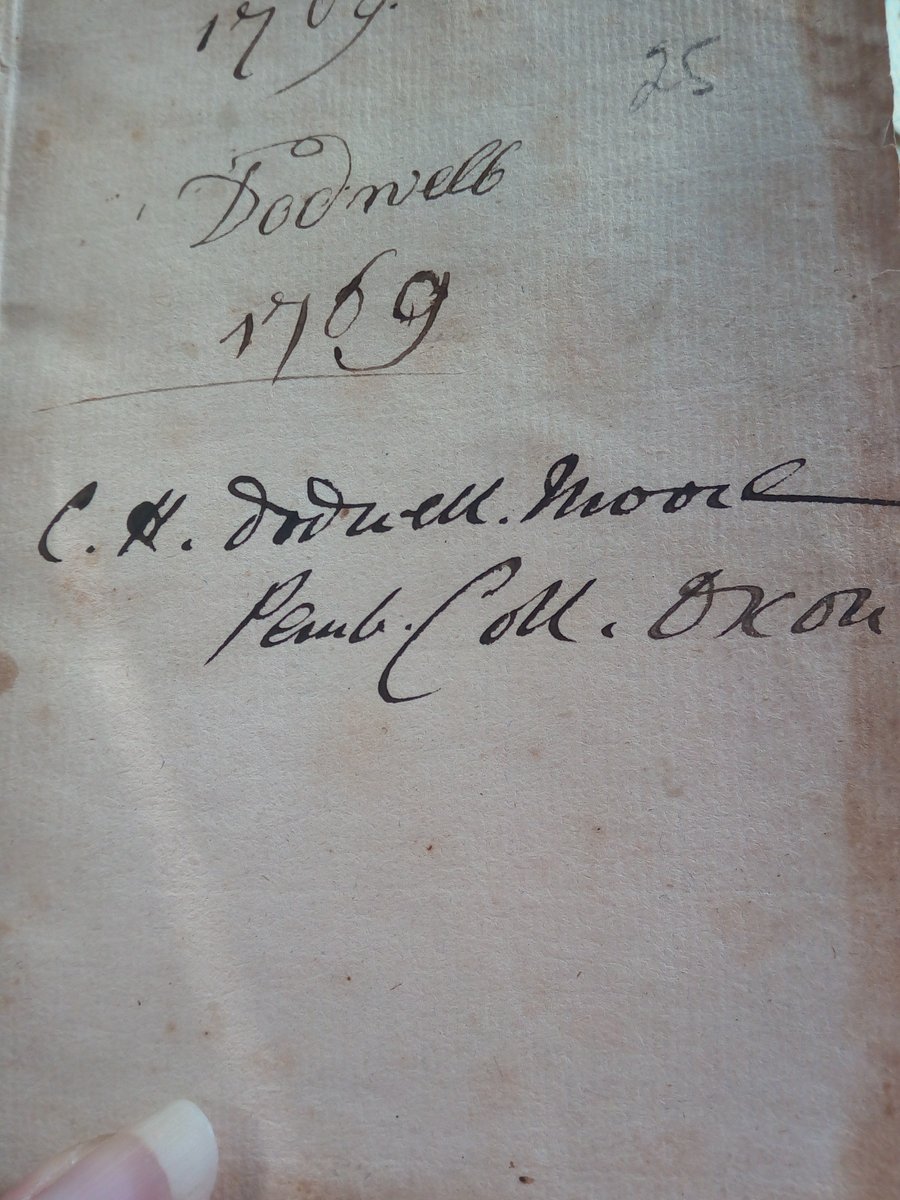 1769.
25
Dodwell
1769
C. H. Dodwell. Moore
Pemb. Coll. Oxon